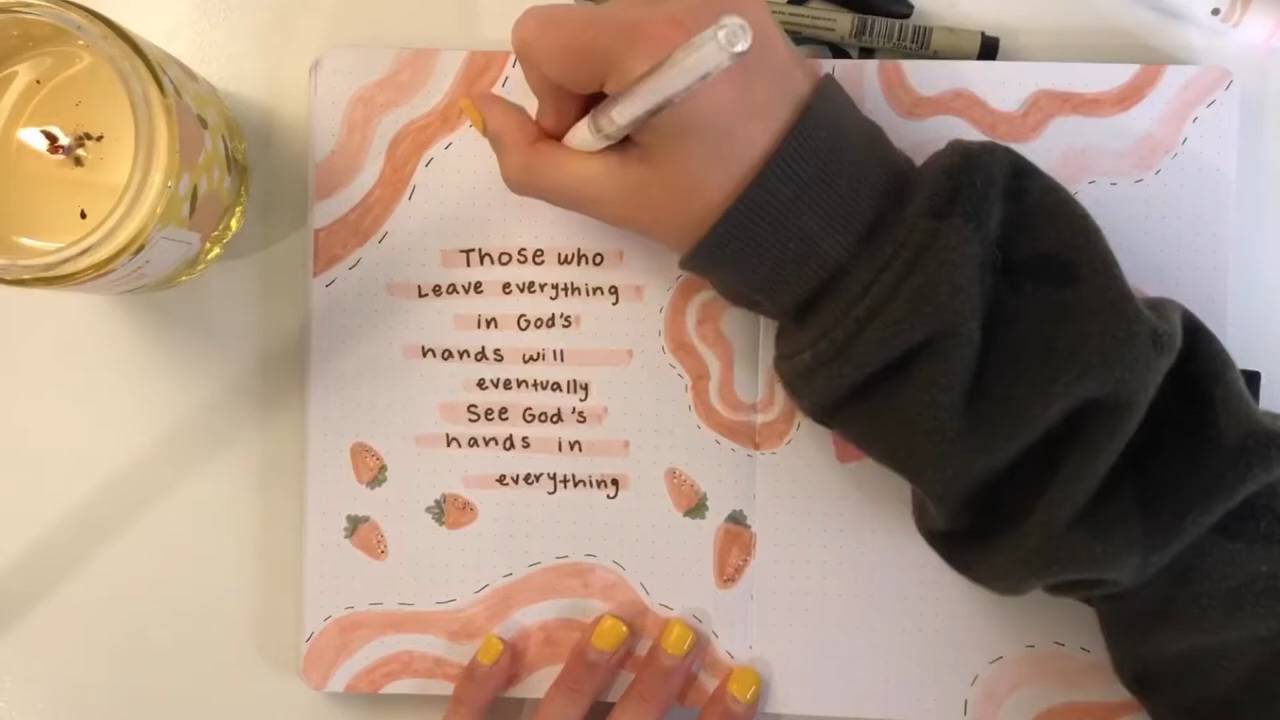 Those who
Leave everything
in God's
hands will
eventually
See God's
hands in
everything